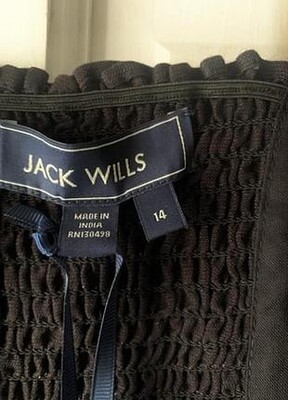 JACK WILLS
MADE IN
INDIA
RN130498
14